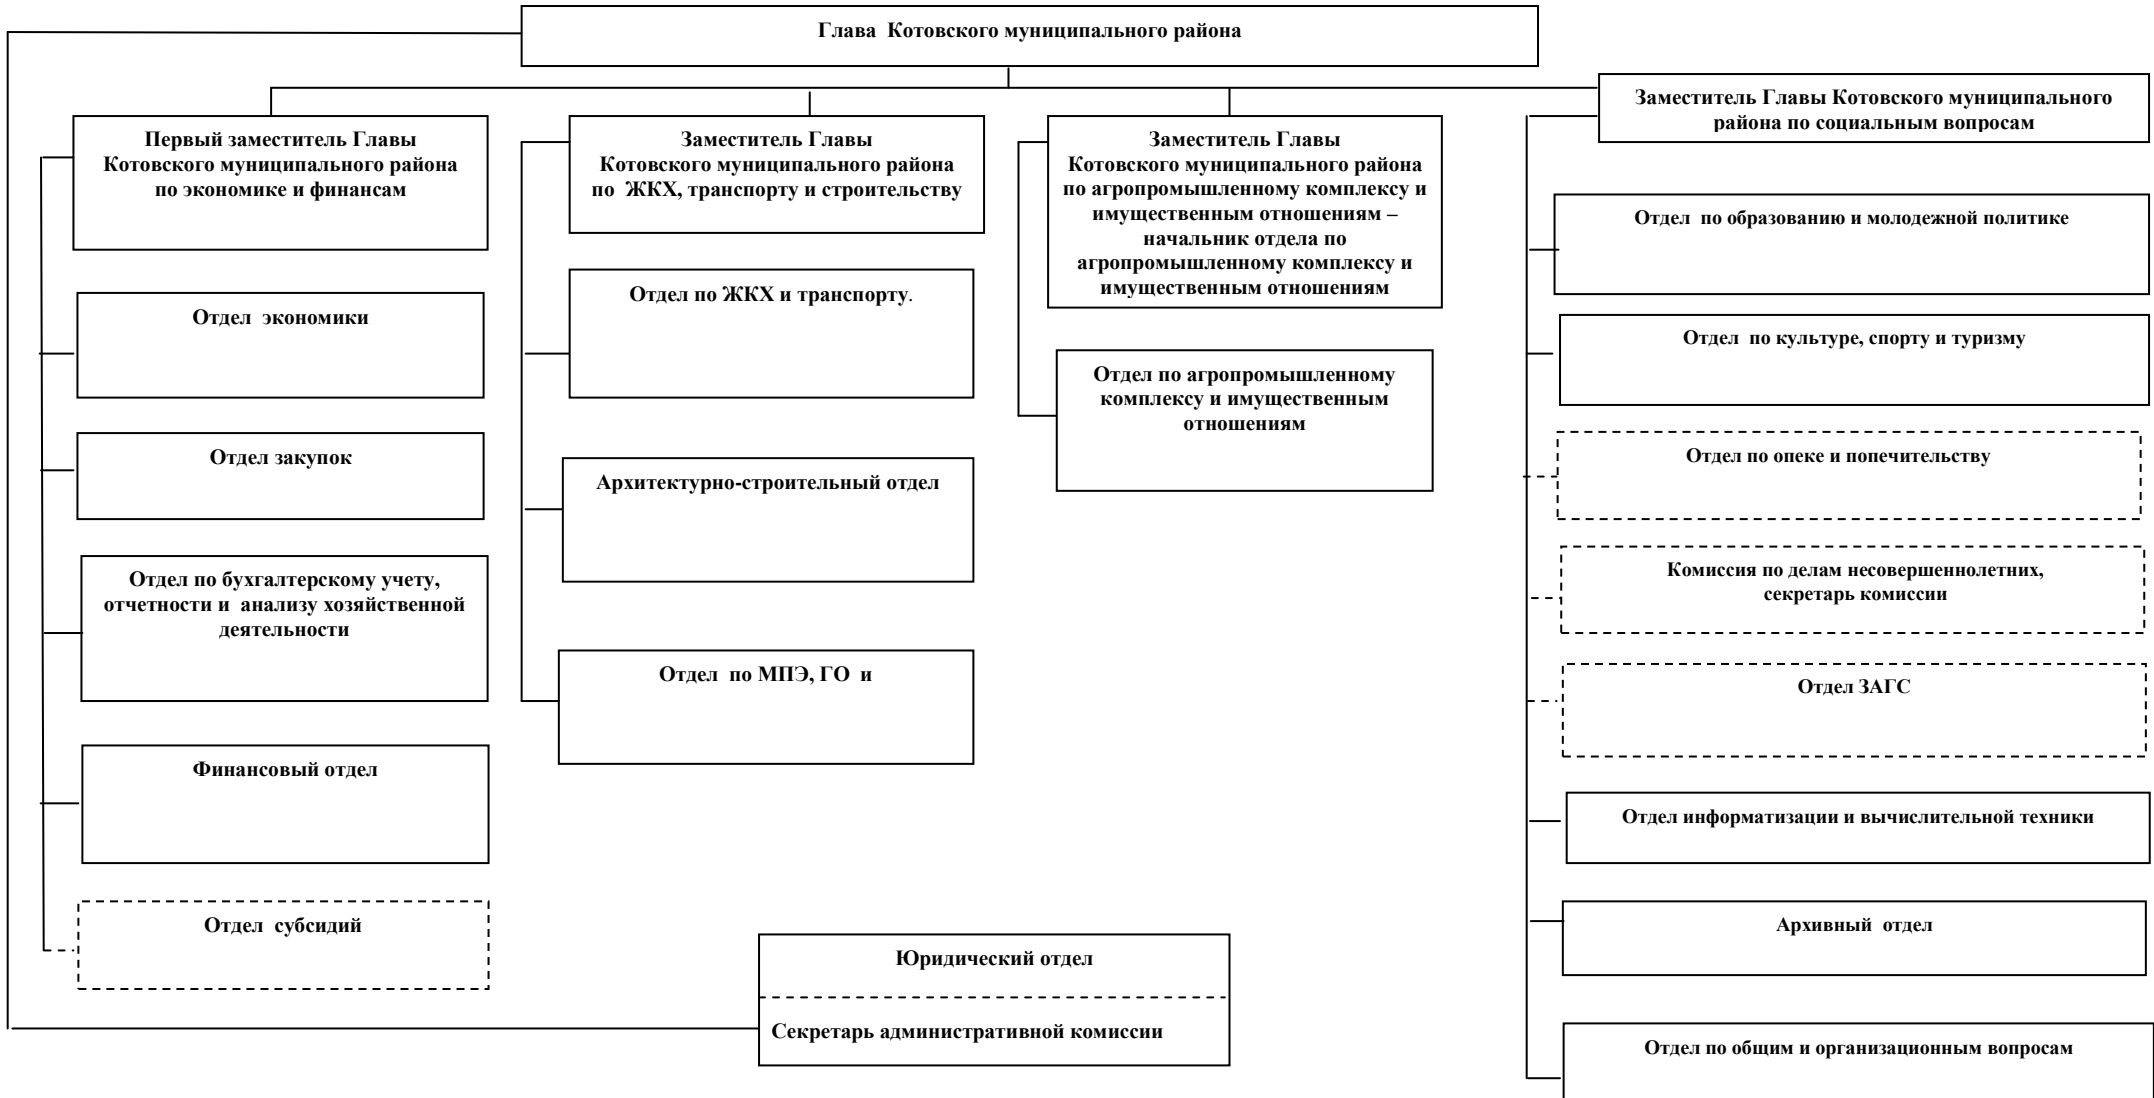 Глава Котовского муниципального района
Первый заместитель Главы
Котовского муниципального района
по экономике и финансам
Отдел экономики
Отдел закупок
Отдел по бухгалтерскому учету,
отчетности и анализу хозяйственной
деятельности
Финансовый отдел
Отдел субсидий
Заместитель Главы
Котовского муниципального района
по ЖКХ, транспорту и строительству
Отдел по ЖКХ и транспорту.
Архитектурно-строительный отдел
Отдел по МПЭ, ГО и
Заместитель Главы
Котовского муниципального района
по агропромышленному комплексу и
имущественным отношениям –
начальник отдела по
агропромышленному комплексу и
имущественным отношениям
Отдел по агропромышленному
комплексу и имущественным
отношениям
Юридический отдел
Секретарь административной комиссии
Заместитель Главы Котовского муниципального
района по социальным вопросам
Отдел по образованию и молодежной политике
Отдел по культуре, спорту и туризму
Отдел по опеке и попечительству
Комиссия по делам несовершеннолетних,
секретарь комиссии
Отдел ЗАГС
Отдел информатизации и вычислительной техники
Архивный отдел
Отдел по общим и организационным вопросам